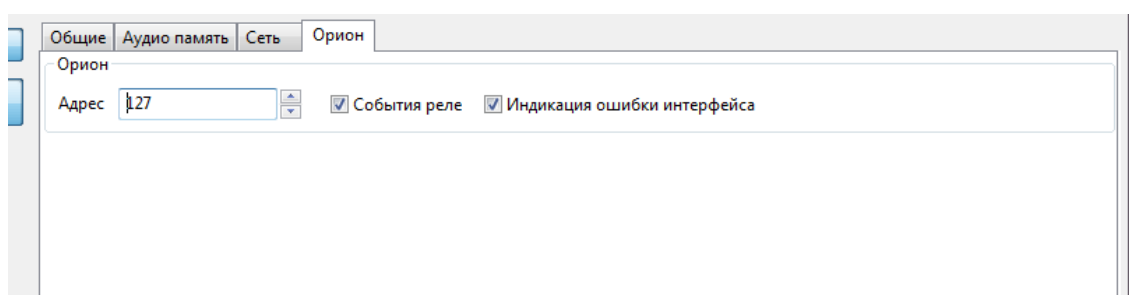 Общие Аудио память Сеть Орион
Орион
Адрес 127 События реле Индикация ошибки интерфейса